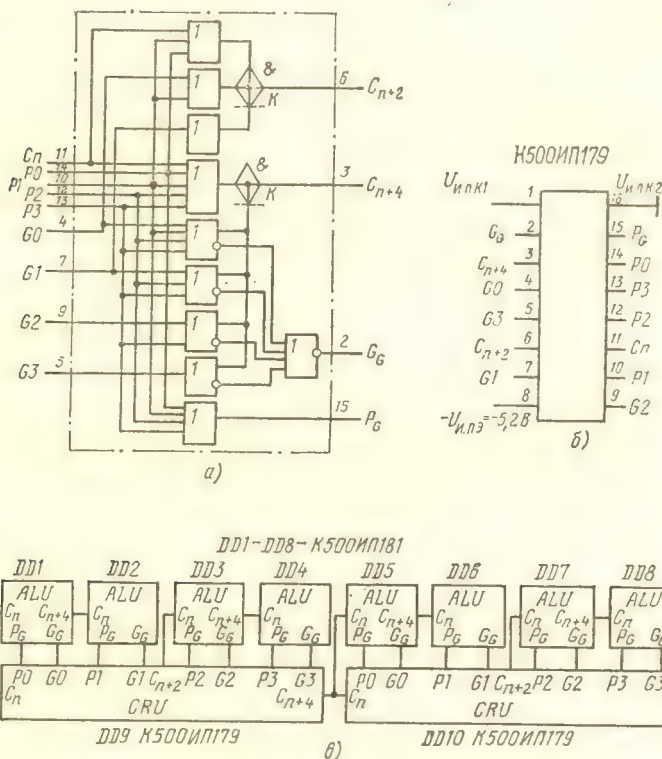 1
&
6 C_{n+2}
К
1
1
Cn 11
P0 14
P1 10
P2 12
P3 13
1
&
3 C_{n+4}
К
G0 4
1
G1 7
1
G2 9
1
1
2 G_G
G3 5
1
1
15 P_G
а)
К500ИП179
U_{И.ПК1} 1
16 U_{И.ПК2}
G_G 2
15 P_G
C_{n+4} 3
14 P0
G0 4
13 P3
G3 5
12 P2
C_{n+2} 6
11 Cn
G1 7
10 P1
8
9 G2
-U_{И.ПЭ}=-5,2В
б)
DD1-DD8-К500ИП181
DD1 DD2 DD3 DD4 DD5 DD6 DD7 DD8
ALU ALU ALU ALU ALU ALU ALU ALU
C_n C_{n+4} C_n C_n C_{n+4} C_n C_n C_{n+4} C_n C_n C_{n+4} C_n
P_G G_G P_G G_G P_G G_G P_G G_G P_G G_G P_G G_G P_G G_G P_G G_G
P0 G0 P1 G1 C_{n+2} P2 G2 P3 G3 P0 G0 P1 G1 C_{n+2} P2 G2 P3 G3
C_n CRU C_{n+4} C_n CRU
DD9 К500ИП179 DD10 К500ИП179
в)